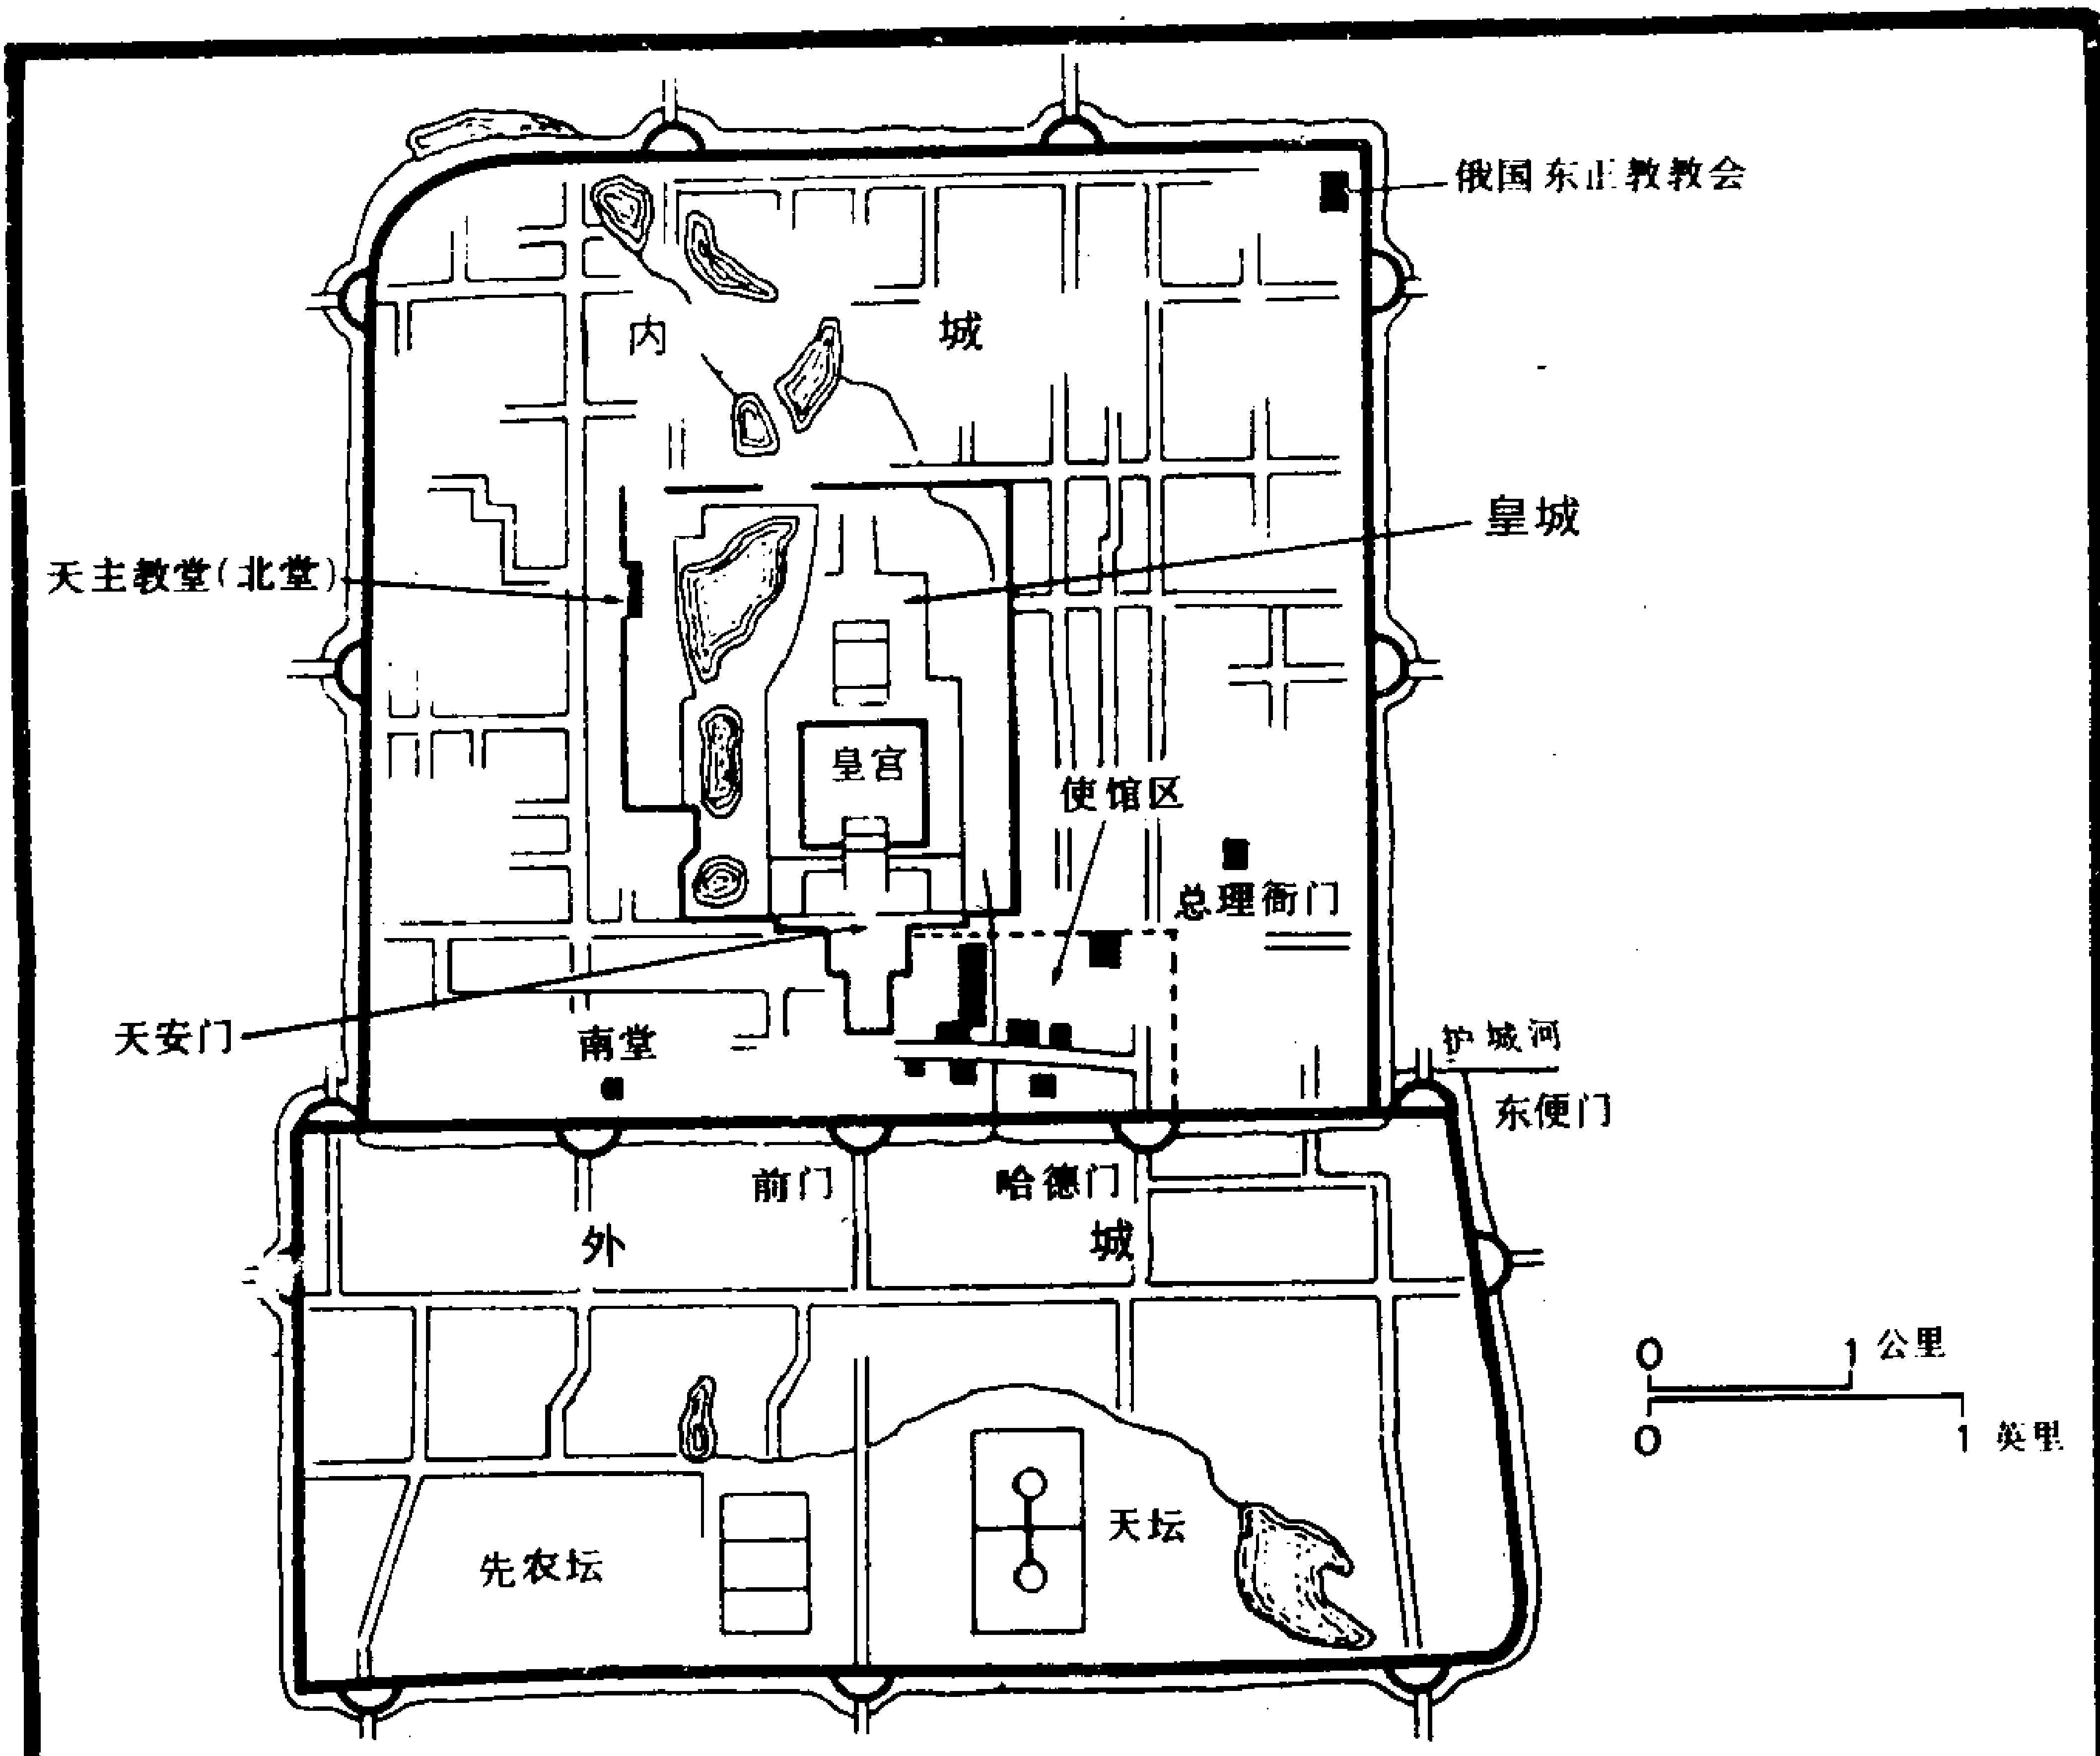 俄国东正教教会
内 城
皇城
天主教堂(北堂)
皇宫
使馆区
总理衙门
天安门
南堂
护城河
东便门
前门
哈德门
外 城
0 1 公里
0 1 英里
天坛
先农坛